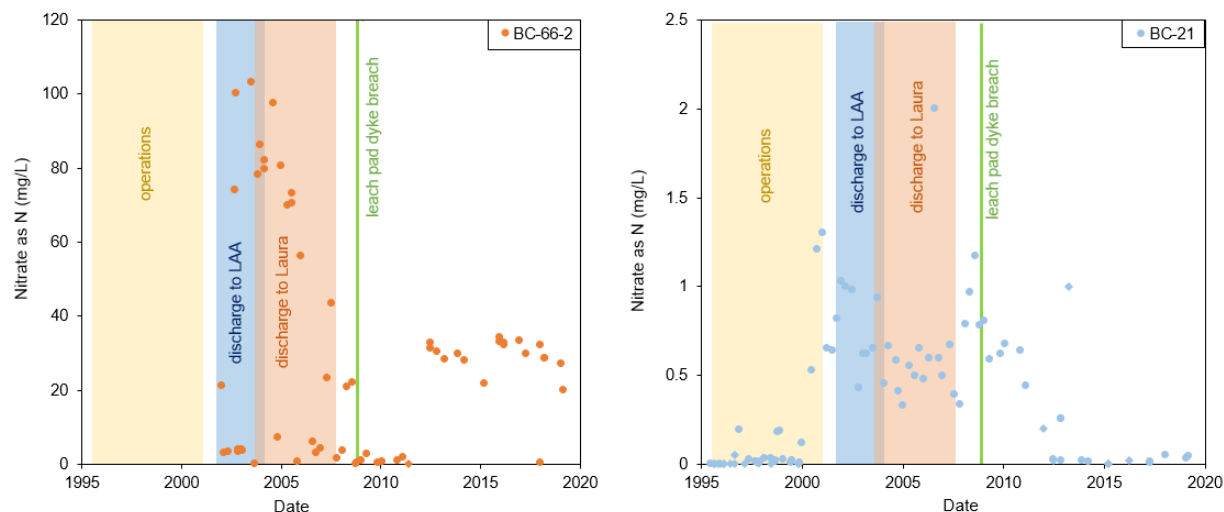 120
100
80
60
40
20
0
Nitrate as N (mg/L)
1995
2000
2005
2010
2015
2020
Date
BC-66-2
operations
discharge to LAA
discharge to Laura
leach pad dyke breach
2.5
2
1.5
1
0.5
0
Nitrate as N (mg/L)
1995
2000
2005
2010
2015
2020
Date
BC-21
operations
discharge to LAA
discharge to Laura
leach pad dyke breach